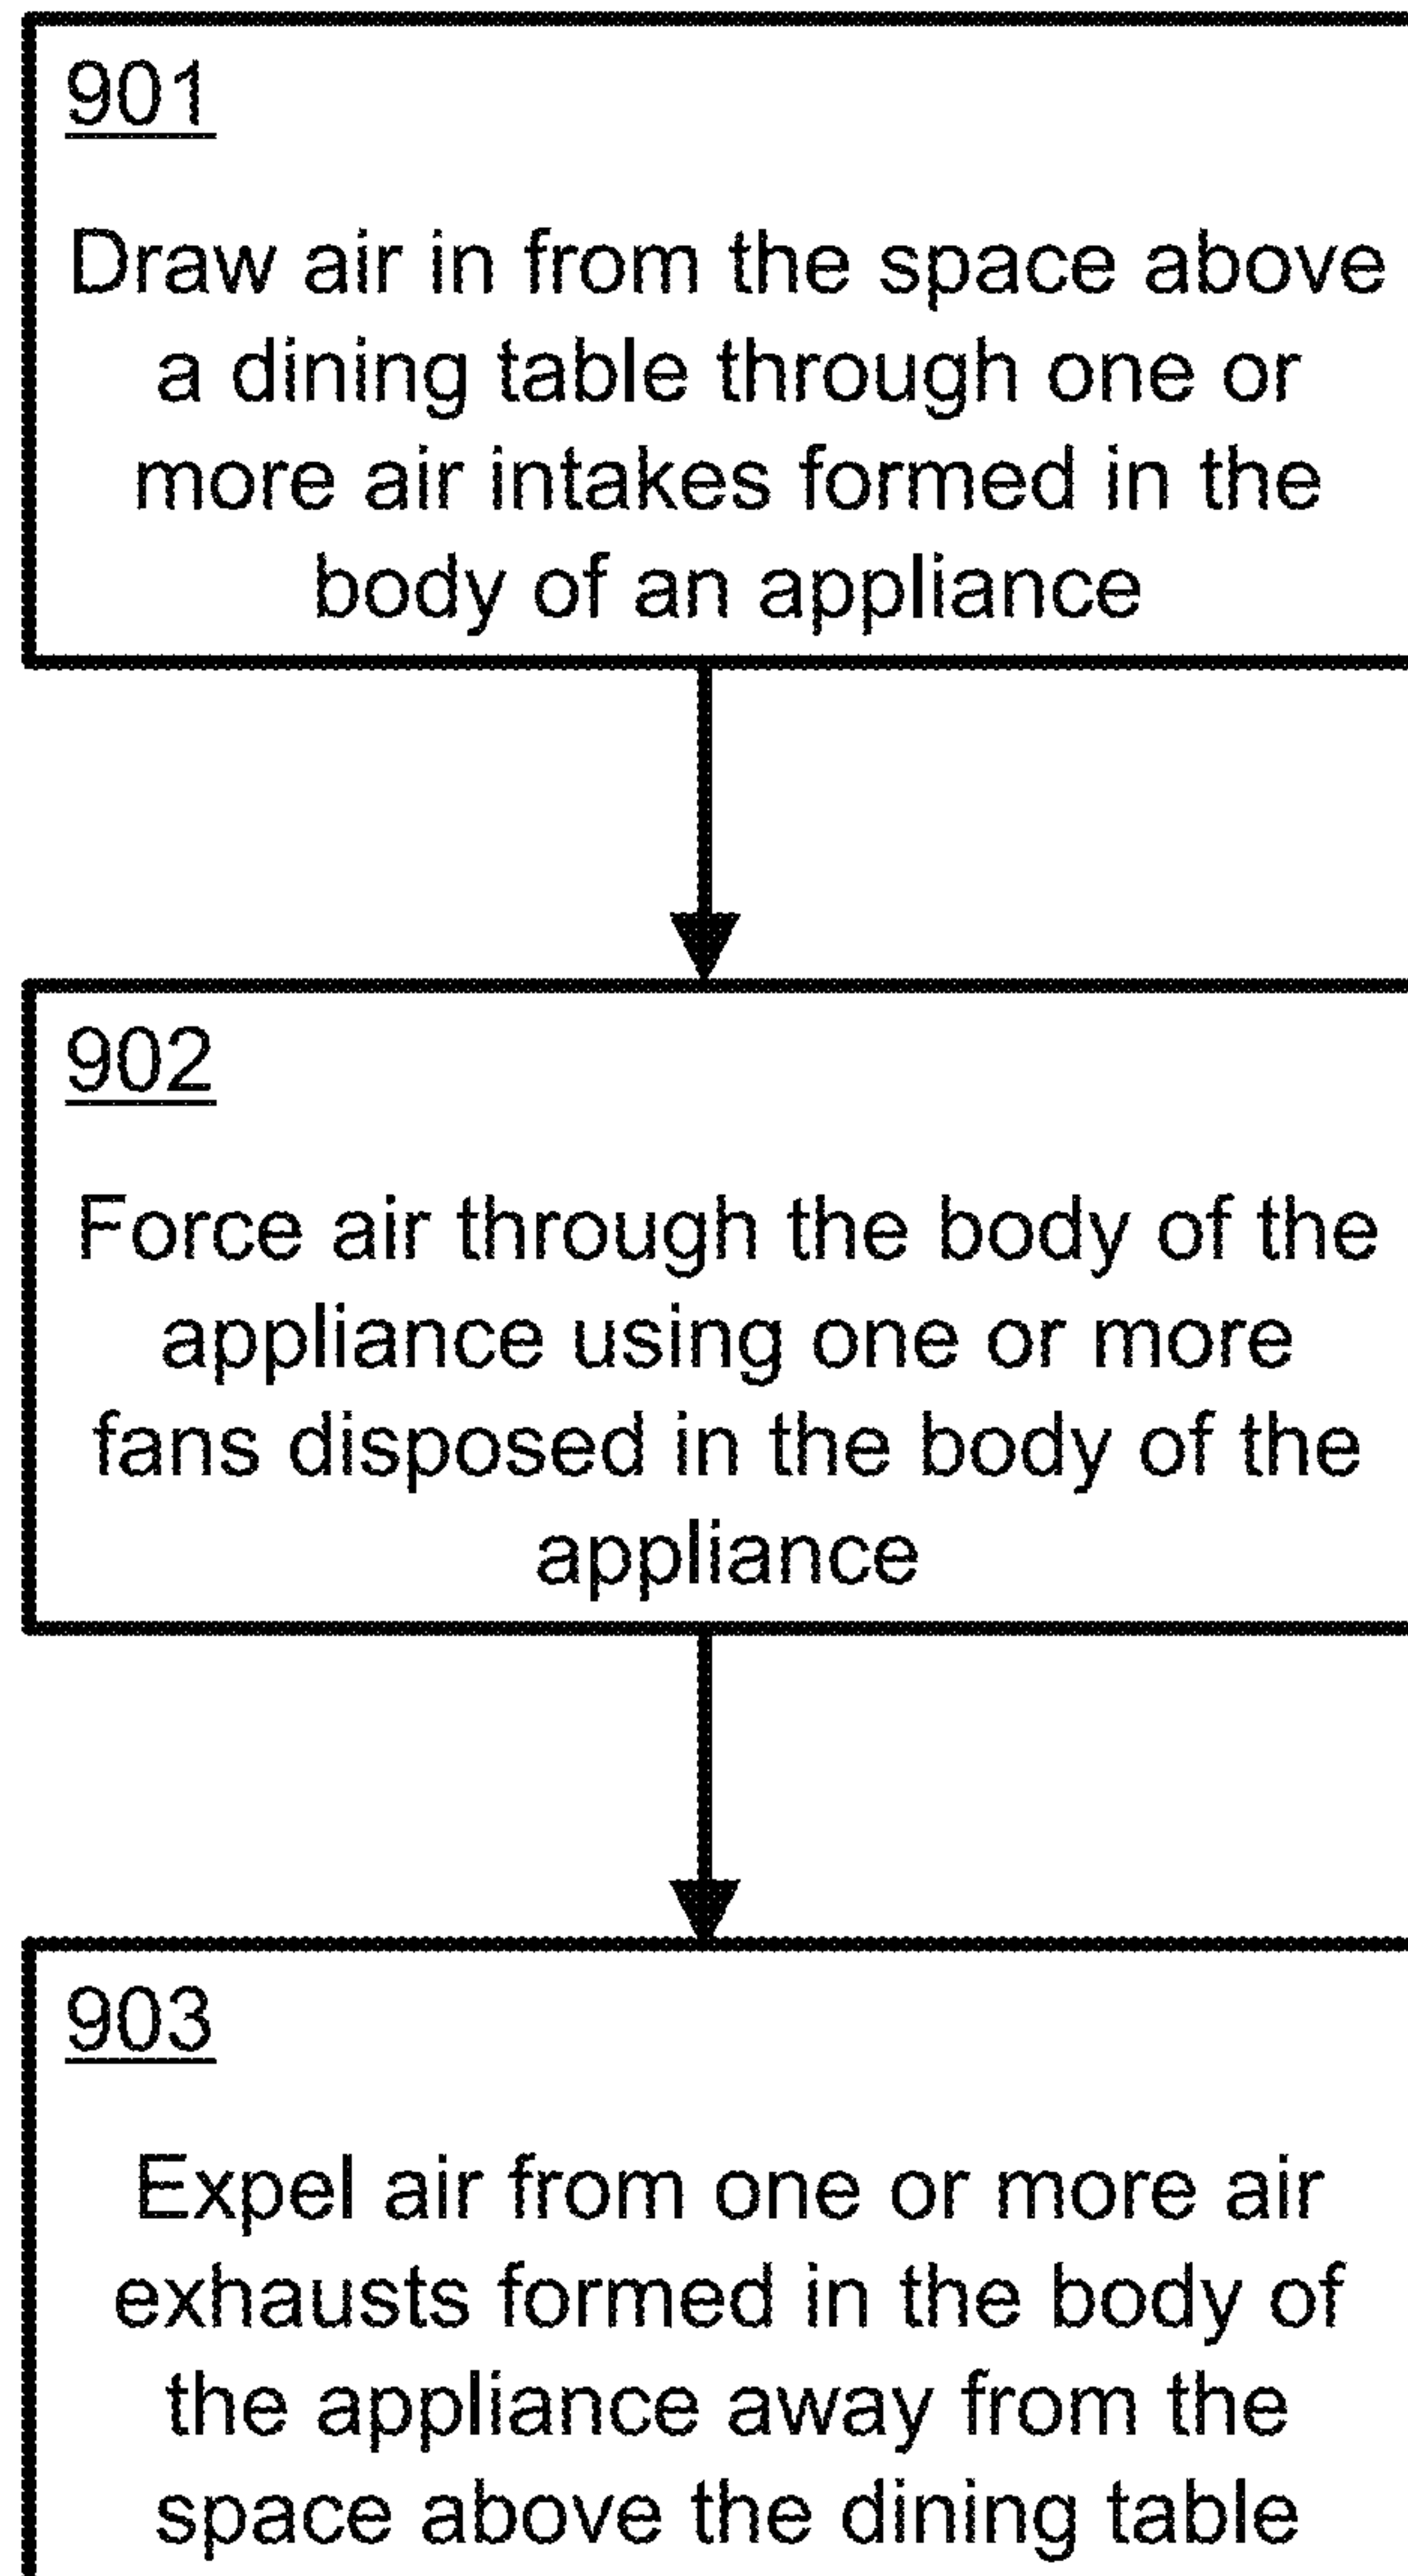 901
Draw air in from the space above
a dining table through one or
more air intakes formed in the
body of an appliance
902
Force air through the body of the
appliance using one or more
fans disposed in the body of the
appliance
903
Expel air from one or more air
exhausts formed in the body of
the appliance away from the
space above the dining table